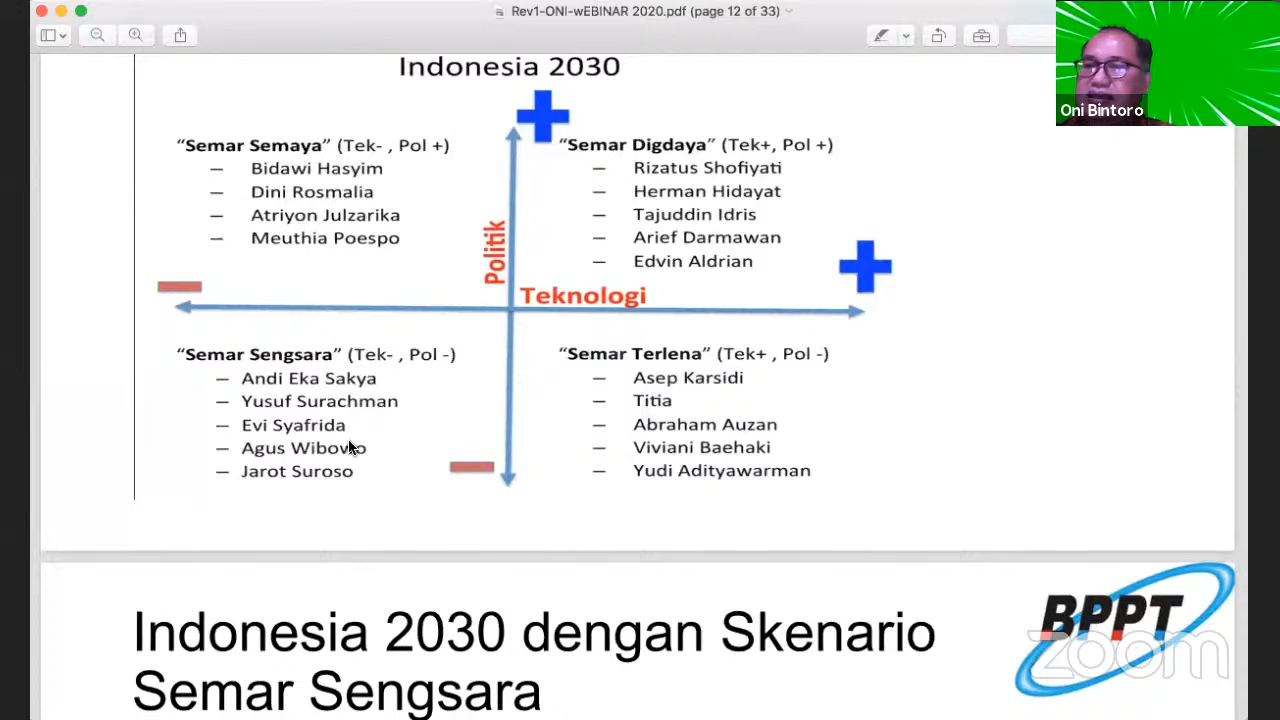 Rev1-ONI-wEBINAR 2020.pdf (page 12 of 33)
Oni Bintoro
Indonesia 2030
“Semar Semaya” (Tek- , Pol +)
— Bidawi Hasyim
— Dini Rosmalia
— Atriyon Julzarika
— Meuthia Poespo
“Semar Digdaya” (Tek+, Pol +)
— Rizatus Shofiyati
— Herman Hidayat
— Tajuddin Idris
— Arief Darmawan
— Edvin Aldrian
Politik
Teknologi
“Semar Sengsara” (Tek- , Pol -)
— Andi Eka Sakya
— Yusuf Surachman
— Evi Syafrida
— Agus Wibowo
— Jarot Suroso
“Semar Terlena” (Tek+ , Pol -)
— Asep Karsidi
— Titia
— Abraham Auzan
— Viviani Baehaki
— Yudi Adityawarman
Indonesia 2030 dengan Skenario
Semar Sengsara
BPPT
zoom